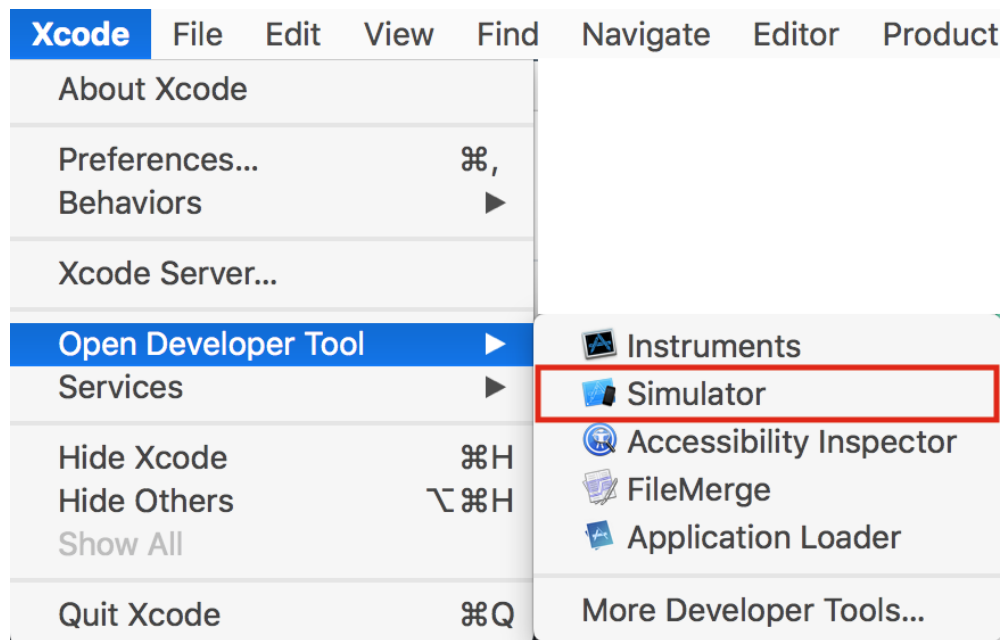 Xcode File Edit View Find Navigate Editor Product
About Xcode
Preferences... ⌘,
Behaviors ▶
Xcode Server...
Open Developer Tool ▶
Services ▶
Hide Xcode ⌘H
Hide Others ⌥⌘H
Show All
Quit Xcode ⌘Q
Instruments
Simulator
Accessibility Inspector
FileMerge
Application Loader
More Developer Tools...